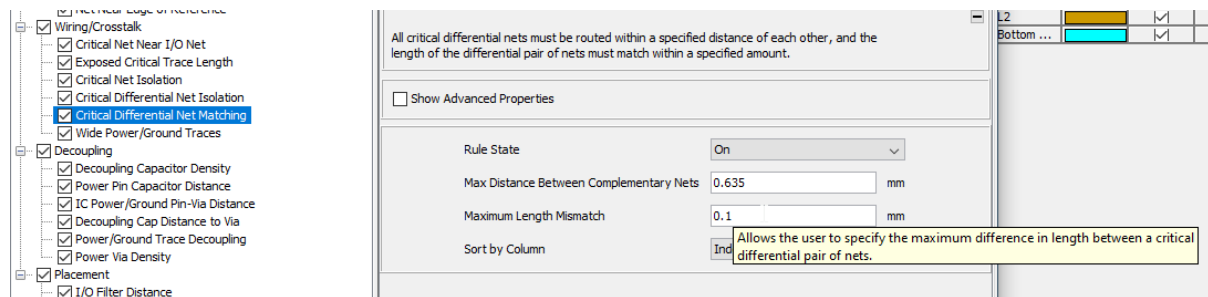 Net Near Edge of Reference
Wiring/Crosstalk
Critical Net Near I/O Net
Exposed Critical Trace Length
Critical Net Isolation
Critical Differential Net Isolation
Critical Differential Net Matching
Wide Power/Ground Traces
Decoupling
Decoupling Capacitor Density
Power Pin Capacitor Distance
IC Power/Ground Pin-Via Distance
Decoupling Cap Distance to Via
Power/Ground Trace Decoupling
Power Via Density
Placement
I/O Filter Distance
All critical differential nets must be routed within a specified distance of each other, and the
length of the differential pair of nets must match within a specified amount.
Show Advanced Properties
Rule State On
Max Distance Between Complementary Nets 0.635 mm
Maximum Length Mismatch 0.1 mm
Sort by Column Ind
Allows the user to specify the maximum difference in length between a critical
differential pair of nets.
L2
Bottom ...